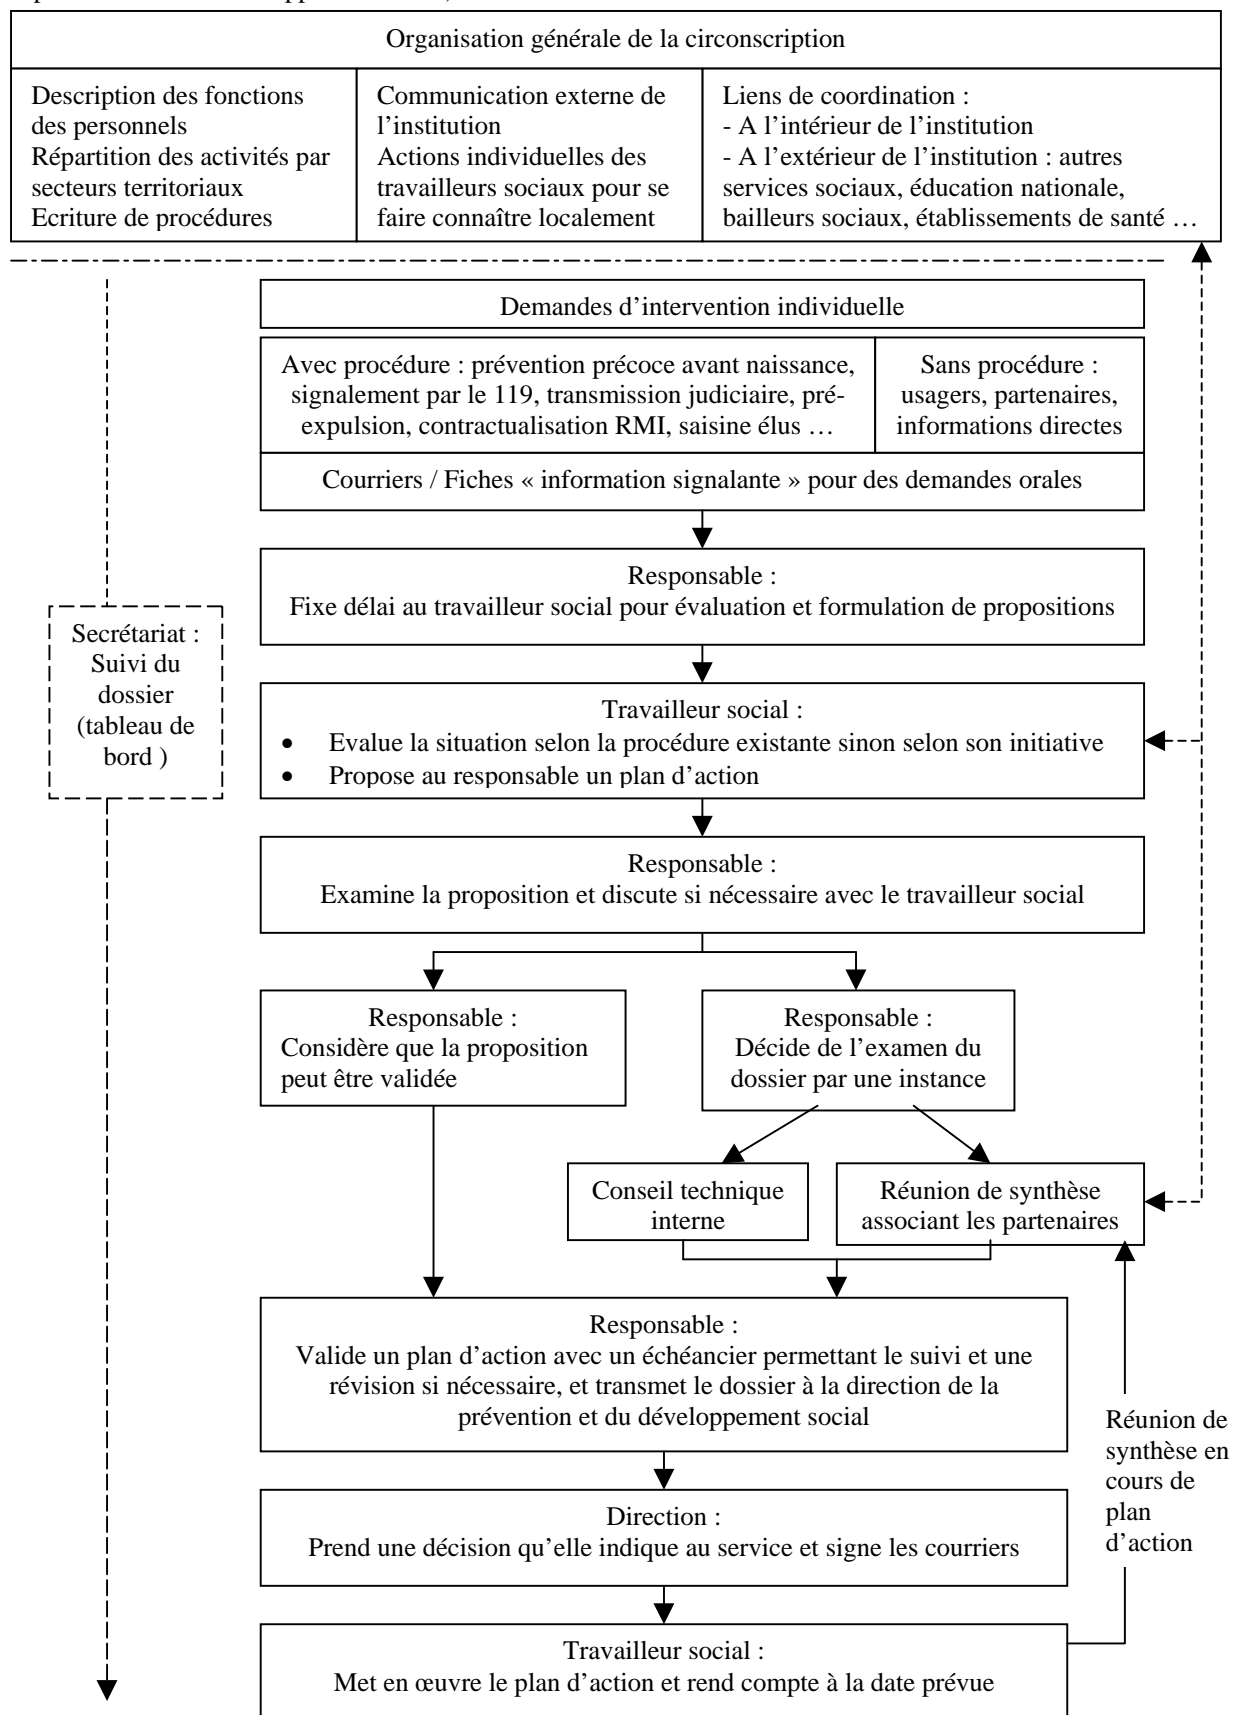 Organisation générale de la circonscription
Description des fonctions
des personnels
Répartition des activités par
secteurs territoriaux
Ecriture de procédures
Communication externe de
l’institution
Actions individuelles des
travailleurs sociaux pour se
faire connaître localement
Liens de coordination :
- A l’intérieur de l’institution
- A l’extérieur de l’institution : autres
services sociaux, éducation nationale,
bailleurs sociaux, établissements de santé …
Demandes d’intervention individuelle
Avec procédure : prévention précoce avant naissance,
signalement par le 119, transmission judiciaire, pré-
expulsion, contractualisation RMI, saisine élus …
Sans procédure :
usagers, partenaires,
informations directes
Courriers / Fiches « information signalante » pour des demandes orales
Responsable :
Fixe délai au travailleur social pour évaluation et formulation de propositions
Secrétariat :
Suivi du
dossier
(tableau de
bord )
Travailleur social :
• Evalue la situation selon la procédure existante sinon selon son initiative
• Propose au responsable un plan d’action
Responsable :
Examine la proposition et discute si nécessaire avec le travailleur social
Responsable :
Considère que la proposition
peut être validée
Responsable :
Décide de l’examen du
dossier par une instance
Conseil technique
interne
Réunion de synthèse
associant les partenaires
Responsable :
Valide un plan d’action avec un échéancier permettant le suivi et une
révision si nécessaire, et transmet le dossier à la direction de la
prévention et du développement social
Réunion de
synthèse en
cours de
plan
d’action
Direction :
Prend une décision qu’elle indique au service et signe les courriers
Travailleur social :
Met en œuvre le plan d’action et rend compte à la date prévue